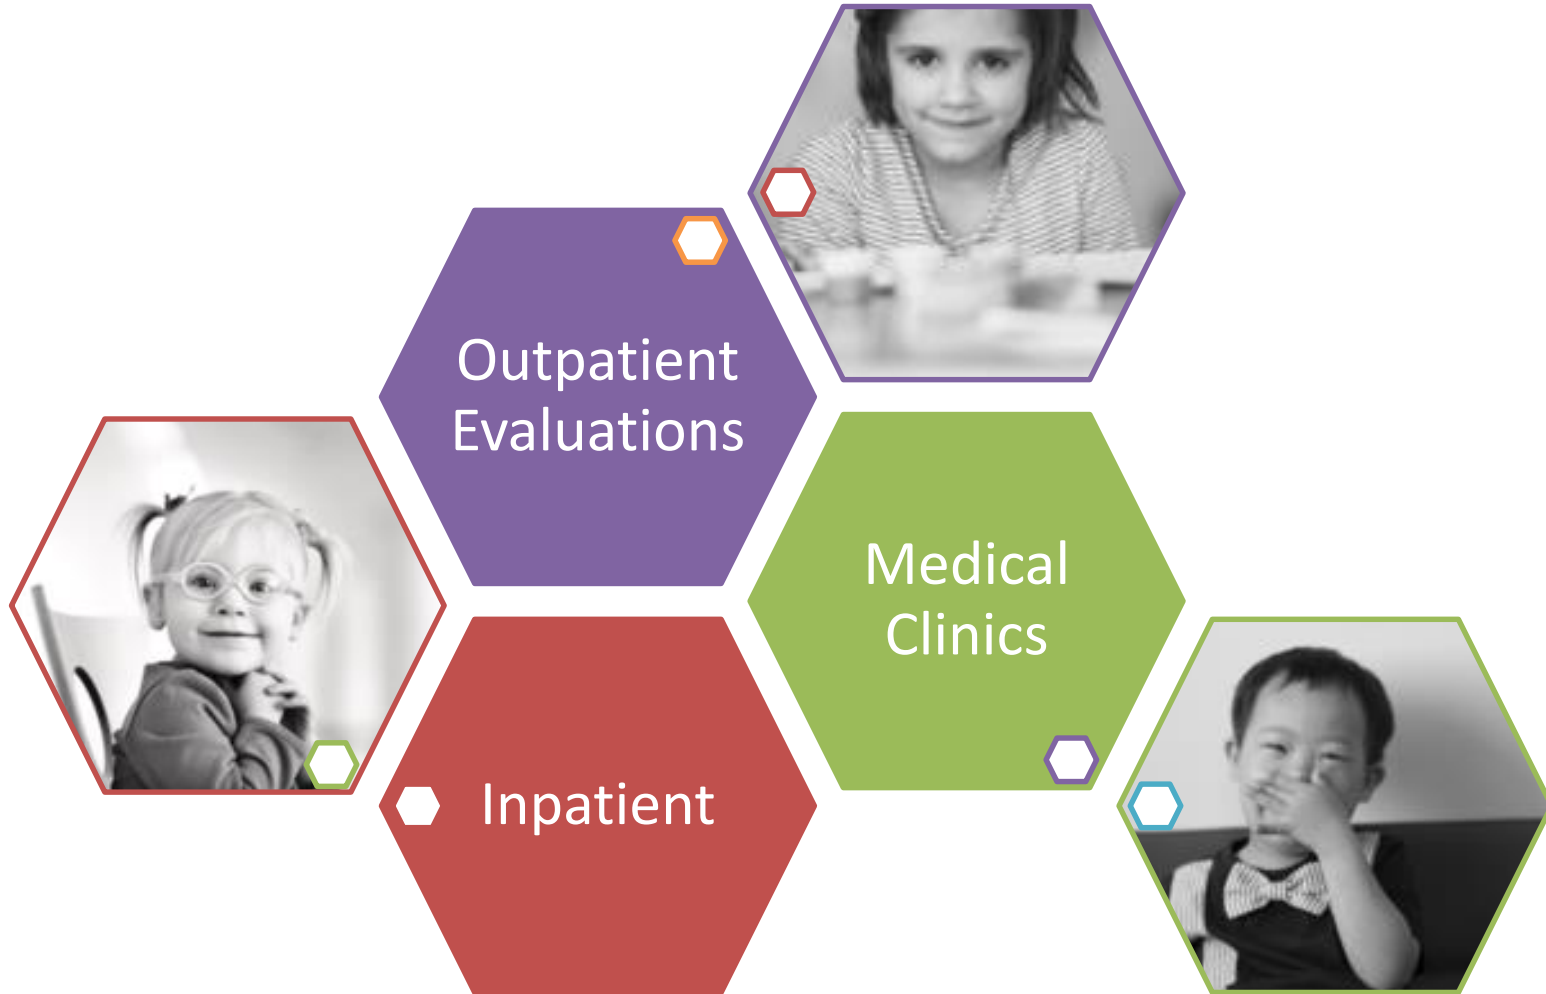 Outpatient
Evaluations
Medical
Clinics
Inpatient